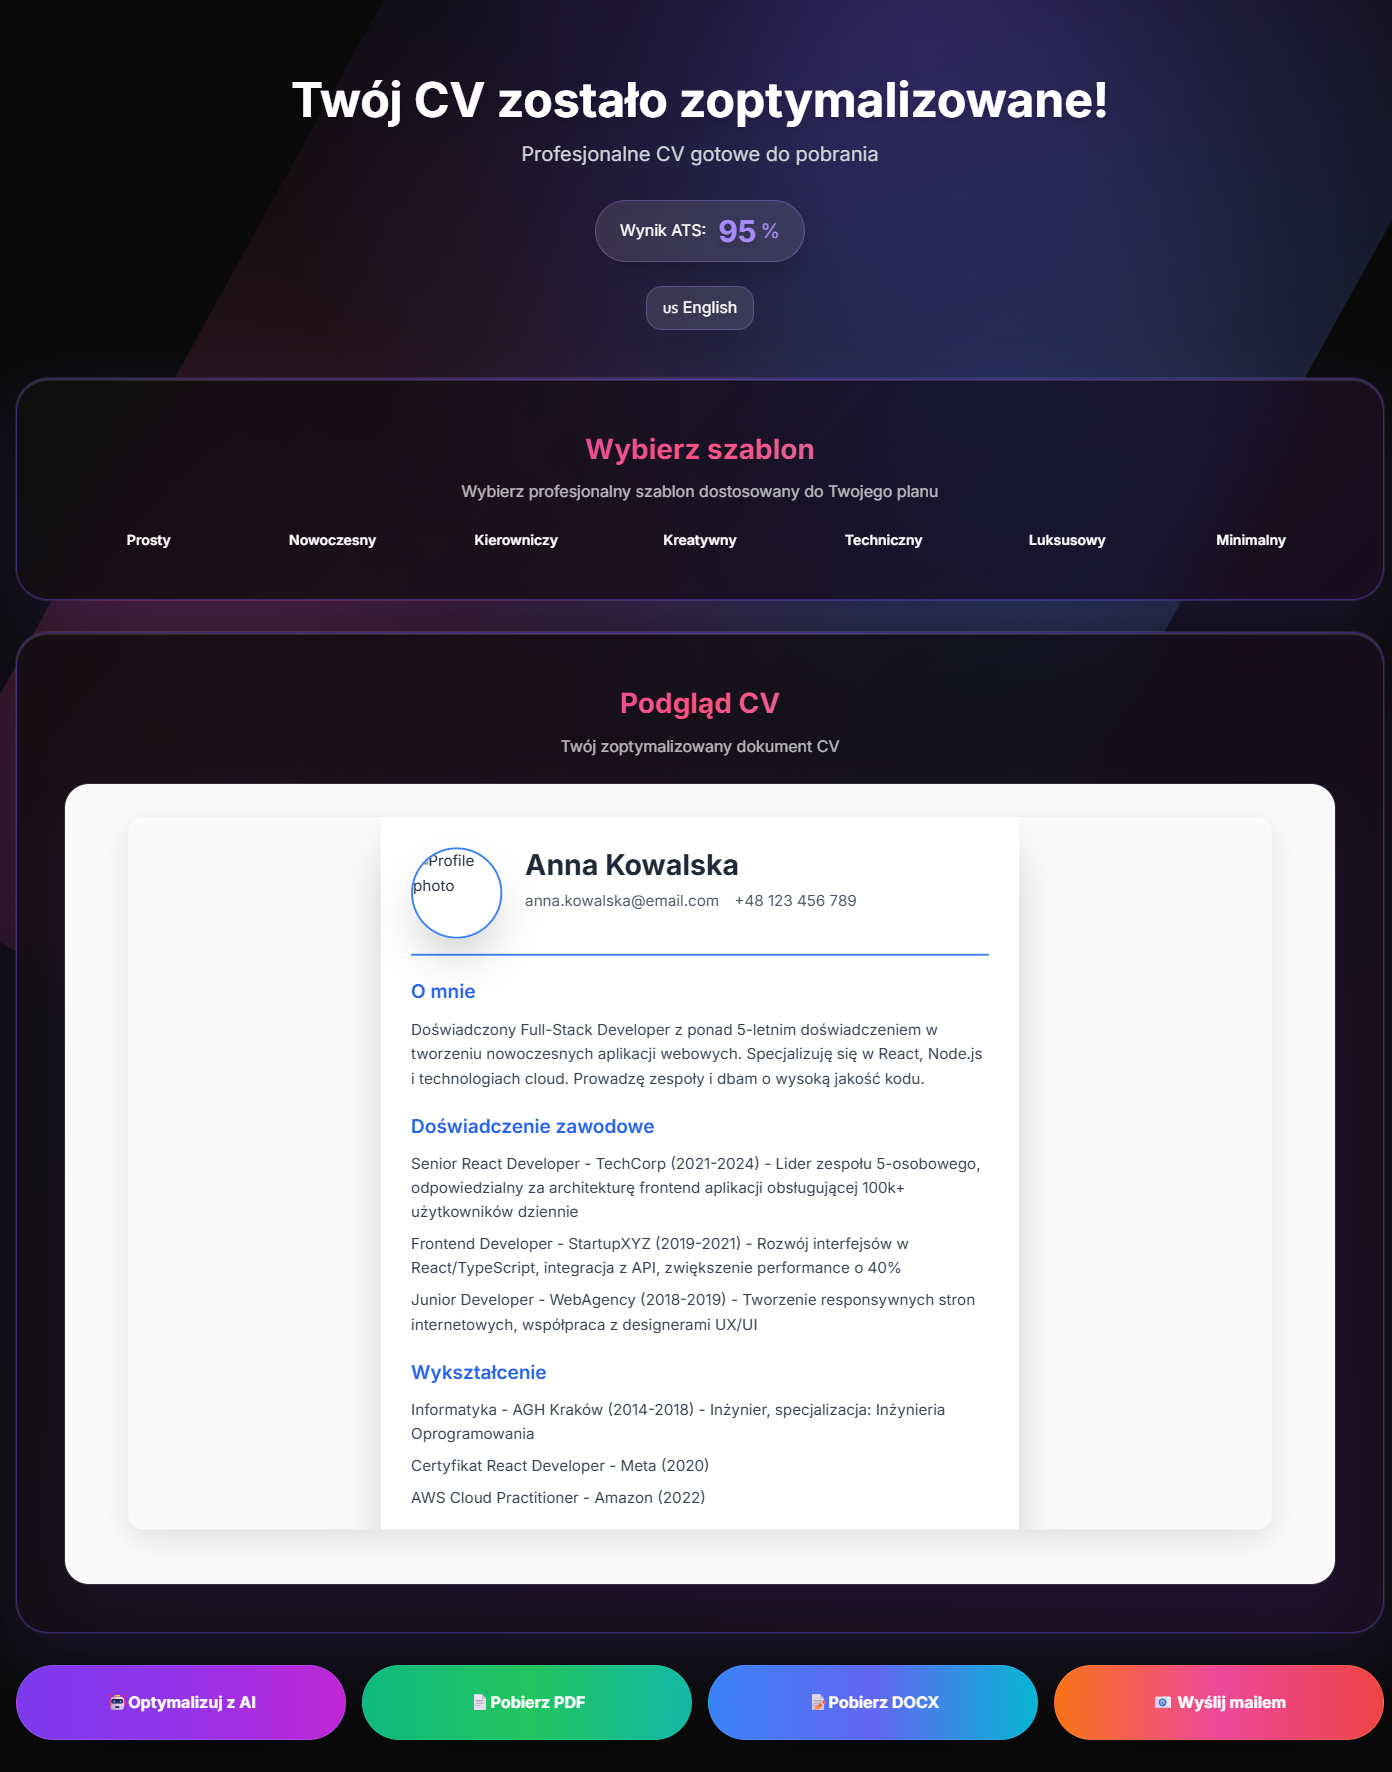 Twój CV zostało zoptymalizowane!
Profesjonalne CV gotowe do pobrania
Wynik ATS: 95 %
US English
Wybierz szablon
Wybierz profesjonalny szablon dostosowany do Twojego planu
Prosty Nowoczesny Kierowniczy Kreatywny Techniczny Luksusowy Minimalny
Podgląd CV
Twój zoptymalizowany dokument CV
Profile
photo
Anna Kowalska
anna.kowalska@email.com +48 123 456 789
O mnie
Doświadczony Full-Stack Developer z ponad 5-letnim doświadczeniem w
tworzeniu nowoczesnych aplikacji webowych. Specjalizuję się w React, Node.js
i technologiach cloud. Prowadzę zespoły i dbam o wysoką jakość kodu.
Doświadczenie zawodowe
Senior React Developer - TechCorp (2021-2024) - Lider zespołu 5-osobowego,
odpowiedzialny za architekturę frontend aplikacji obsługującej 100k+
użytkowników dziennie
Frontend Developer - StartupXYZ (2019-2021) - Rozwój interfejsów w
React/TypeScript, integracja z API, zwiększenie performance o 40%
Junior Developer - WebAgency (2018-2019) - Tworzenie responsywnych stron
internetowych, współpraca z designerami UX/UI
Wykształcenie
Informatyka - AGH Kraków (2014-2018) - Inżynier, specjalizacja: Inżynieria
Oprogramowania
Certyfikat React Developer - Meta (2020)
AWS Cloud Practitioner - Amazon (2022)
Optymalizuj z AI Pobierz PDF Pobierz DOCX Wyślij mailem